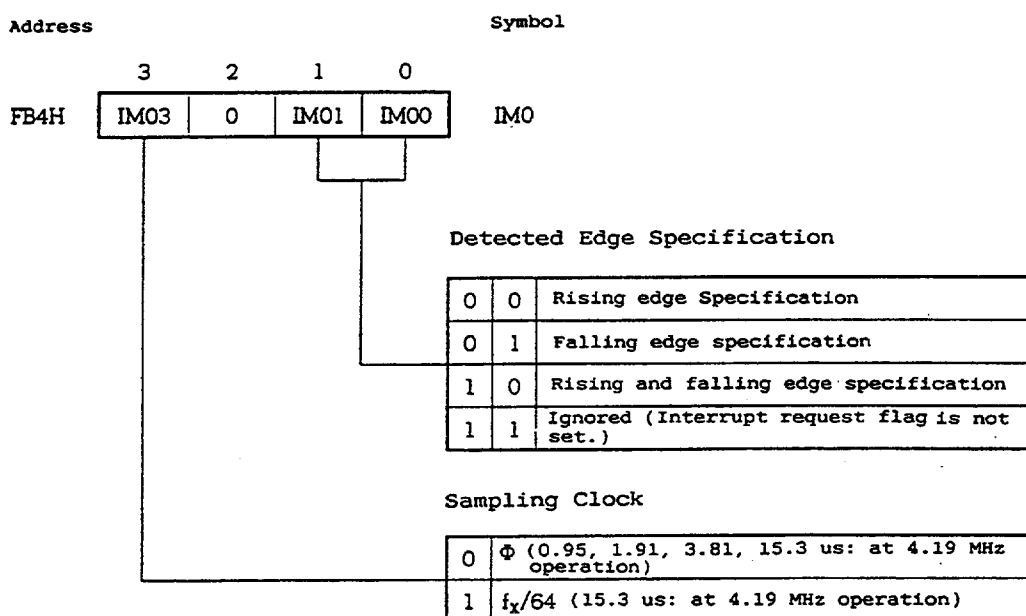 Address Symbol
3 2 1 0
FB4H IM03 0 IM01 IM00 IM0
Detected Edge Specification
0 0 Rising edge Specification
0 1 Falling edge specification
1 0 Rising and falling edge specification
1 1 Ignored (Interrupt request flag is not
set.)
Sampling Clock
0 Φ (0.95, 1.91, 3.81, 15.3 us: at 4.19 MHz
operation)
1 fx/64 (15.3 us: at 4.19 MHz operation)